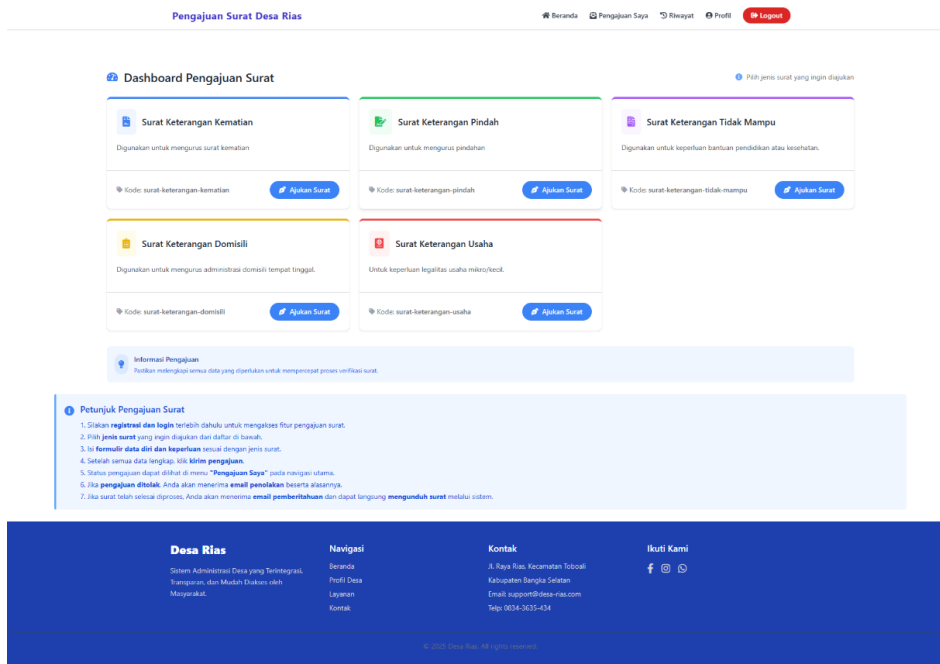 Pengajuan Surat Desa Rias
Beranda
Pengajuan Saya
Riwayat
Profil
Logout
Dashboard Pengajuan Surat
Pilih jenis surat yang ingin diajukan
Surat Keterangan Kematian
Digunakan untuk mengurus surat kematian
Kode: surat-keterangan-kematian
Ajukan Surat
Surat Keterangan Pindah
Digunakan untuk mengurus pindahan
Kode: surat-keterangan-pindah
Ajukan Surat
Surat Keterangan Tidak Mampu
Digunakan untuk keperluan bantuan pendidikan atau kesehatan.
Kode: surat-keterangan-tidak-mampu
Ajukan Surat
Surat Keterangan Domisili
Digunakan untuk mengurus administrasi domisili tempat tinggal.
Kode: surat-keterangan-domisili
Ajukan Surat
Surat Keterangan Usaha
Untuk keperluan legalitas usaha mikro/kecil.
Kode: surat-keterangan-usaha
Ajukan Surat
Informasi Pengajuan
Pastikan melengkapi semua data yang diperlukan untuk mempercepat proses verifikasi surat.
Petunjuk Pengajuan Surat
1. Silakan registrasi dan login terlebih dahulu untuk mengakses fitur pengajuan surat.
2. Pilih jenis surat yang ingin diajukan dari daftar di bawah.
3. Isi formulir data diri dan keperluan sesuai dengan jenis surat.
4. Setelah semua data lengkap, klik kirim pengajuan.
5. Status pengajuan dapat dilihat di menu "Pengajuan Saya" pada navigasi utama.
6. Jika pengajuan ditolak, Anda akan menerima email penolakan beserta alasannya.
7. Jika surat telah selesai diproses, Anda akan menerima email pemberitahuan dan dapat langsung mengunduh surat melalui sistem.
Desa Rias
Sistem Administrasi Desa yang Terintegrasi,
Transparan, dan Mudah Diakses oleh
Masyarakat.
Navigasi
Beranda
Profil Desa
Layanan
Kontak
Kontak
Jl. Raya Rias, Kecamatan Toboali
Kabupaten Bangka Selatan
Email: support@desa-rias.com
Telp: 0834-3635-434
Ikuti Kami
© 2025 Desa Rias. All rights reserved.